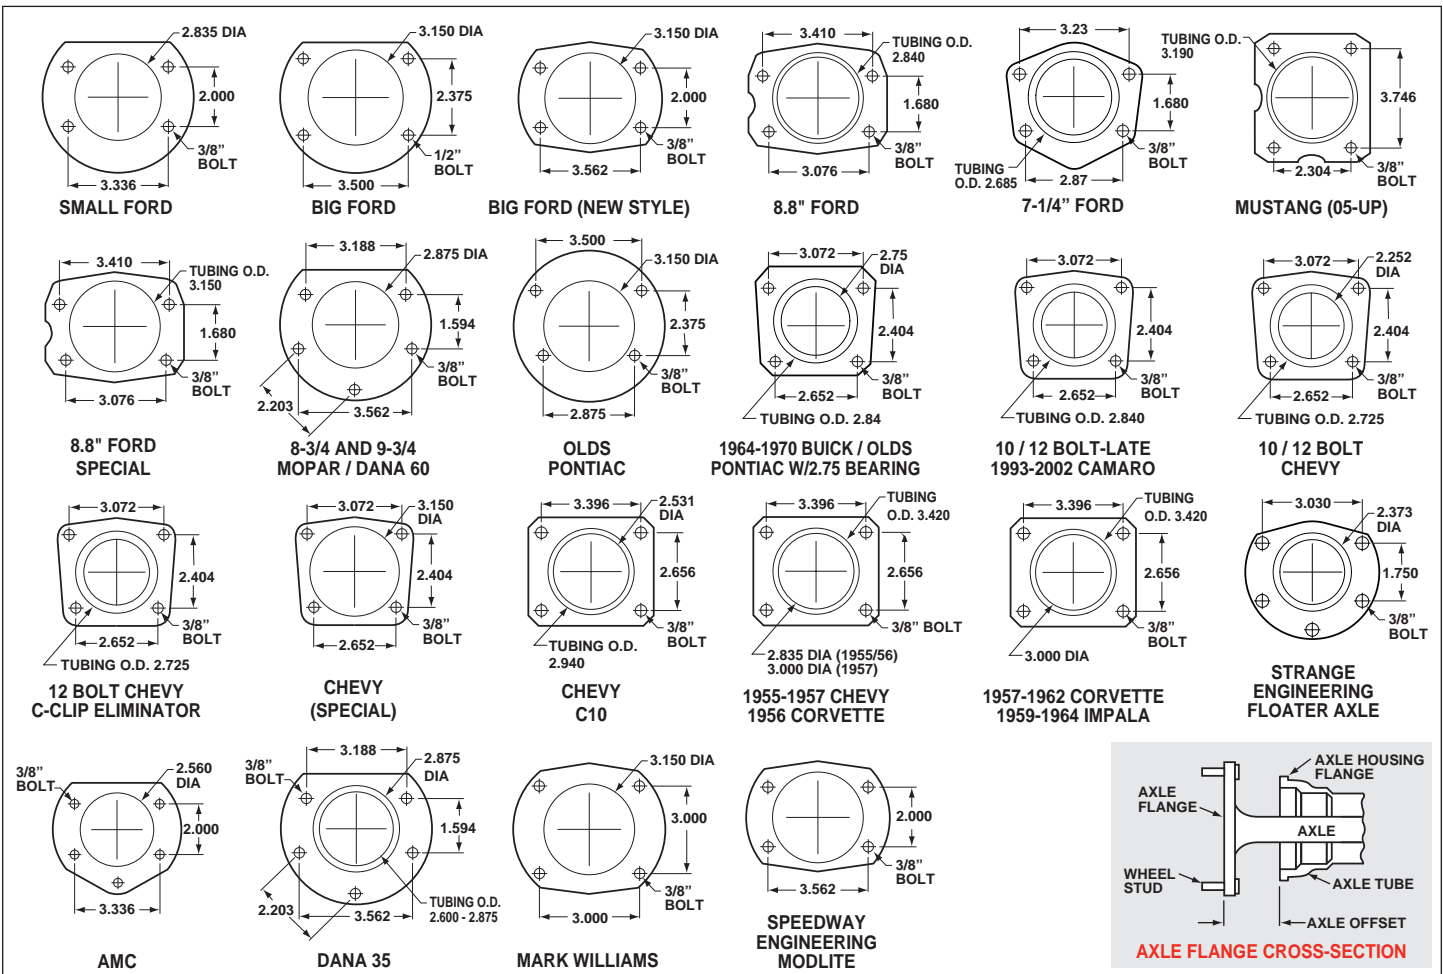 2.835 DIA
2.000
3/8”
BOLT
3.336
SMALL FORD
3.150 DIA
2.375
1/2”
BOLT
3.500
BIG FORD
3.150 DIA
2.000
3/8”
BOLT
3.562
BIG FORD (NEW STYLE)
3.410
TUBING O.D.
2.840
1.680
3/8”
BOLT
3.076
8.8" FORD
3.23
1.680
TUBING
O.D. 2.685
3/8”
BOLT
2.87
7-1/4” FORD
TUBING O.D.
3.190
3.746
3/8”
BOLT
2.304
MUSTANG (05-UP)
3.410
TUBING O.D.
3.150
1.680
3/8”
BOLT
3.076
8.8" FORD
SPECIAL
3.188
2.875 DIA
1.594
3/8”
BOLT
2.203
3.562
8-3/4 AND 9-3/4
MOPAR / DANA 60
3.500
3.150 DIA
2.375
3/8”
BOLT
2.875
OLDS
PONTIAC
3.072
2.75
DIA
2.404
3/8”
BOLT
2.652
TUBING O.D. 2.84
1964-1970 BUICK / OLDS
PONTIAC W/2.75 BEARING
3.072
2.404
3/8”
BOLT
2.652
TUBING O.D. 2.840
10 / 12 BOLT-LATE
1993-2002 CAMARO
3.072
2.252
DIA
2.404
3/8”
BOLT
2.652
TUBING O.D. 2.725
10 / 12 BOLT
CHEVY
3.072
2.404
3/8”
BOLT
2.652
TUBING O.D. 2.725
12 BOLT CHEVY
C-CLIP ELIMINATOR
3.072
3.150
DIA
2.404
3/8”
BOLT
2.652
CHEVY
(SPECIAL)
3.396
2.531
DIA
2.656
3/8”
BOLT
TUBING O.D.
2.940
CHEVY
C10
3.396
TUBING
O.D. 3.420
2.656
3/8” BOLT
2.835 DIA (1955/56)
3.000 DIA (1957)
1955-1957 CHEVY
1956 CORVETTE
3.396
TUBING
O.D. 3.420
2.656
3/8”
BOLT
3.000 DIA
1957-1962 CORVETTE
1959-1964 IMPALA
3.030
2.373
DIA
1.750
3/8”
BOLT
STRANGE
ENGINEERING
FLOATER AXLE
3/8”
BOLT
2.560
DIA
2.000
3.336
AMC
3/8”
BOLT
3.188
2.875
DIA
1.594
2.203
3.562
TUBING O.D.
2.600 - 2.875
DANA 35
3.150 DIA
3.000
3/8”
BOLT
3.000
MARK WILLIAMS
2.000
3/8”
BOLT
3.562
SPEEDWAY
ENGINEERING
MODLITE
AXLE HOUSING
FLANGE
AXLE
FLANGE
AXLE
WHEEL
STUD
AXLE TUBE
AXLE OFFSET
AXLE FLANGE CROSS-SECTION